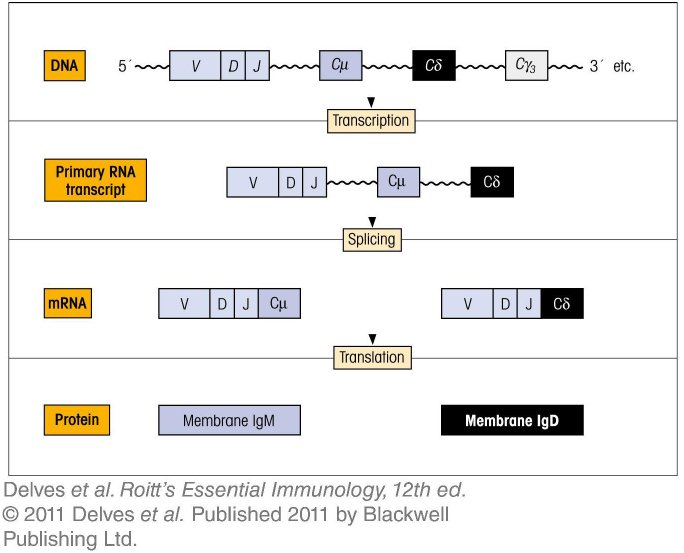 DNA 5´ V D J Cμ Cδ Cγ3 3´ etc.
Transcription
Primary RNA
transcript
V D J Cμ Cδ
Splicing
mRNA V D J Cμ V D J Cδ
Translation
Protein Membrane IgM Membrane IgD
Delves et al. Roitt's Essential Immunology, 12th ed.
© 2011 Delves et al. Published 2011 by Blackwell
Publishing Ltd.